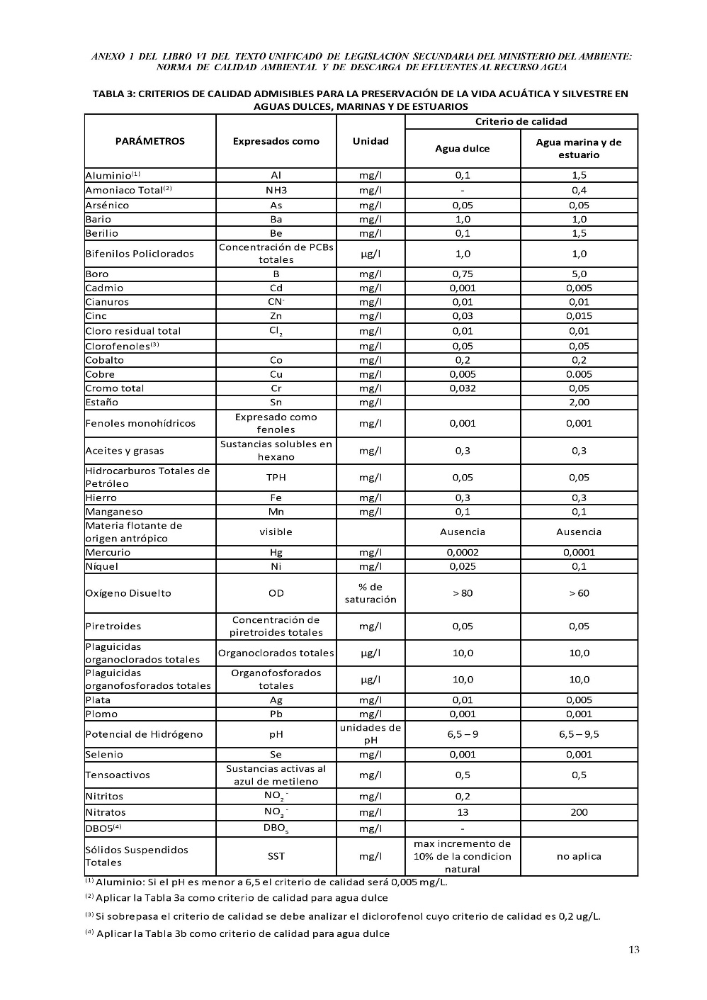 ANEXO 1 DEL LIBRO VI DEL TEXTO UNIFICADO DE LEGISLACION SECUNDARIA DEL MINISTERIO DEL AMBIENTE:
NORMA DE CALIDAD AMBIENTAL Y DE DESCARGA DE EFLUENTES AL RECURSO AGUA
TABLA 3: CRITERIOS DE CALIDAD ADMISIBLES PARA LA PRESERVACIÓN DE LA VIDA ACUÁTICA Y SILVESTRE EN
AGUAS DULCES, MARINAS Y DE ESTUARIOS
PARÁMETROS Expresados como Unidad Criterio de calidad
Agua dulce Agua marina y de
estuario
Aluminio⁽¹⁾ Al mg/l 0,1 1,5
Amoniaco Total⁽²⁾ NH3 mg/l - 0,4
Arsénico As mg/l 0,05 0,05
Bario Ba mg/l 1,0 1,0
Berilio Be mg/l 0,1 1,5
Bifenilos Policlorados Concentración de PCBs
totales µg/l 1,0 1,0
Boro B mg/l 0,75 5,0
Cadmio Cd mg/l 0,001 0,005
Cianuros CN⁻ mg/l 0,01 0,01
Cinc Zn mg/l 0,03 0,015
Cloro residual total Cl₂ mg/l 0,01 0,01
Clorofenoles⁽³⁾ mg/l 0,05 0,05
Cobalto Co mg/l 0,2 0,2
Cobre Cu mg/l 0,005 0.005
Cromo total Cr mg/l 0,032 0,05
Estaño Sn mg/l 2,00
Fenoles monohídricos Expresado como
fenoles mg/l 0,001 0,001
Aceites y grasas Sustancias solubles en
hexano mg/l 0,3 0,3
Hidrocarburos Totales de
Petróleo TPH mg/l 0,05 0,05
Hierro Fe mg/l 0,3 0,3
Manganeso Mn mg/l 0,1 0,1
Materia flotante de
origen antrópico visible Ausencia Ausencia
Mercurio Hg mg/l 0,0002 0,0001
Níquel Ni mg/l 0,025 0,1
Oxígeno Disuelto OD % de
saturación > 80 > 60
Piretroides Concentración de
piretroides totales mg/l 0,05 0,05
Plaguicidas
organoclorados totales Organoclorados totales µg/l 10,0 10,0
Plaguicidas
organofosforados totales Organofosforados
totales µg/l 10,0 10,0
Plata Ag mg/l 0,01 0,005
Plomo Pb mg/l 0,001 0,001
Potencial de Hidrógeno pH unidades de
pH 6,5 – 9 6,5 – 9,5
Selenio Se mg/l 0,001 0,001
Tensoactivos Sustancias activas al
azul de metileno mg/l 0,5 0,5
Nitritos NO₂⁻ mg/l 0,2
Nitratos NO₃⁻ mg/l 13 200
DBO5⁽⁴⁾ DBO₅ mg/l -
Sólidos Suspendidos
Totales SST mg/l max incremento de
10% de la condicion
natural no aplica
⁽¹⁾ Aluminio: Si el pH es menor a 6,5 el criterio de calidad será 0,005 mg/L.
⁽²⁾ Aplicar la Tabla 3a como criterio de calidad para agua dulce
⁽³⁾ Si sobrepasa el criterio de calidad se debe analizar el diclorofenol cuyo criterio de calidad es 0,2 ug/L.
⁽⁴⁾ Aplicar la Tabla 3b como criterio de calidad para agua dulce
13